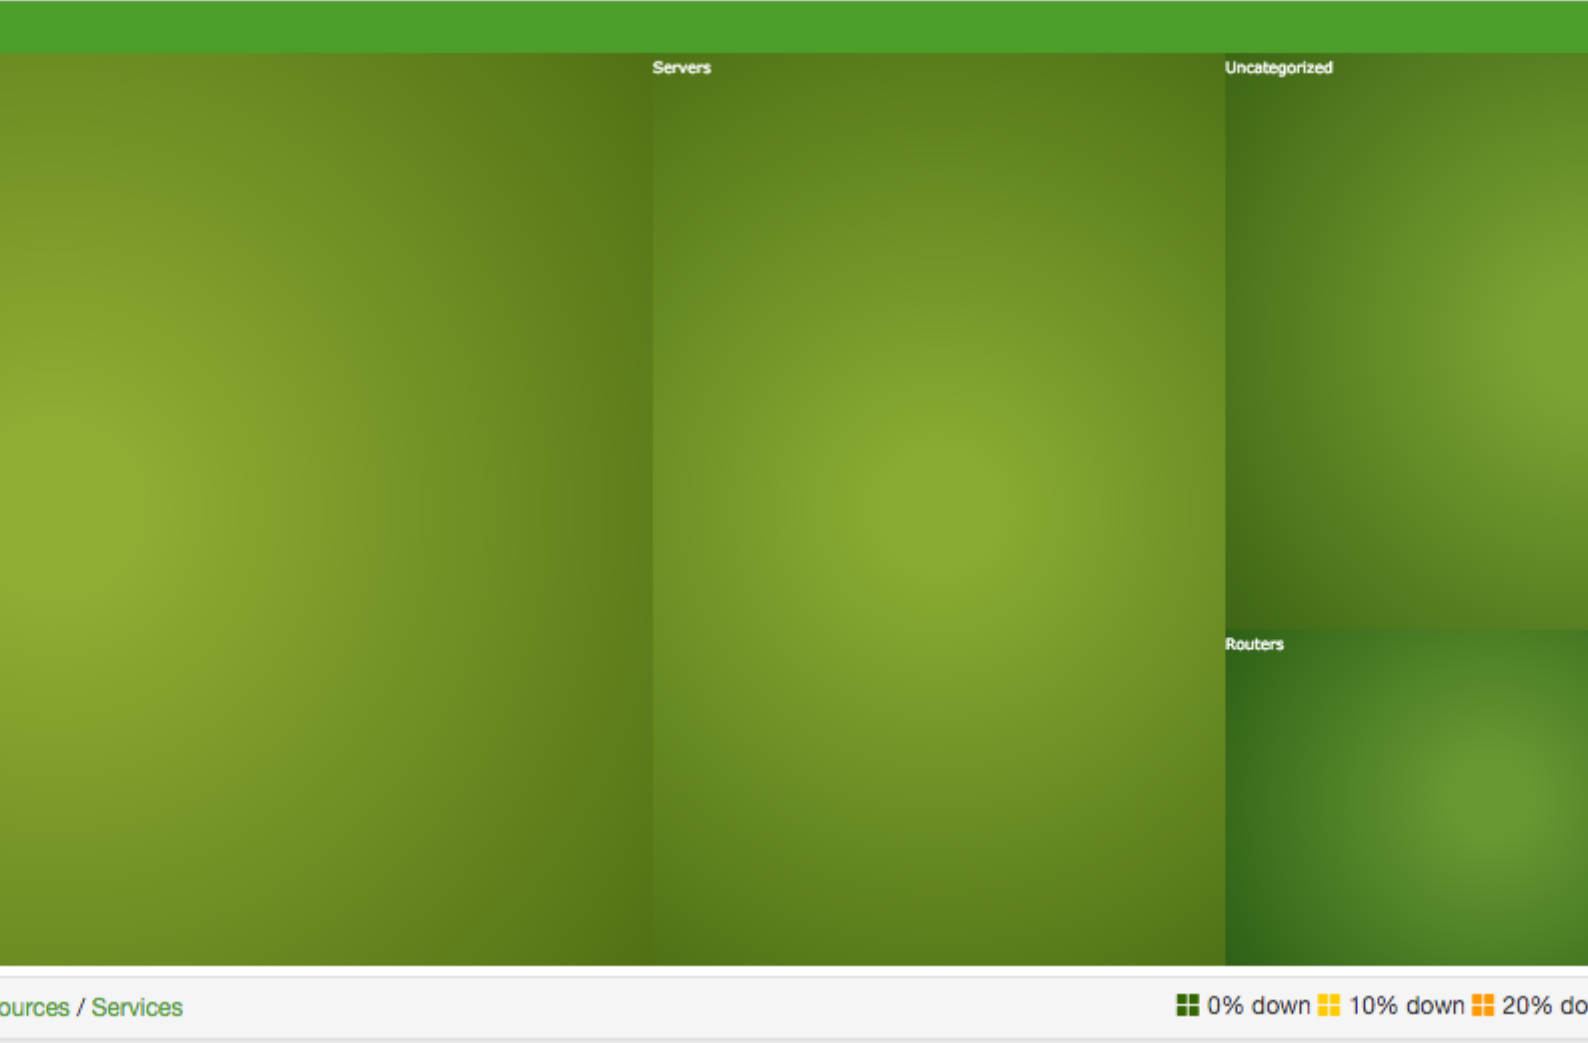 Servers
Uncategorized
Routers
ources / Services
0% down 10% down 20% do